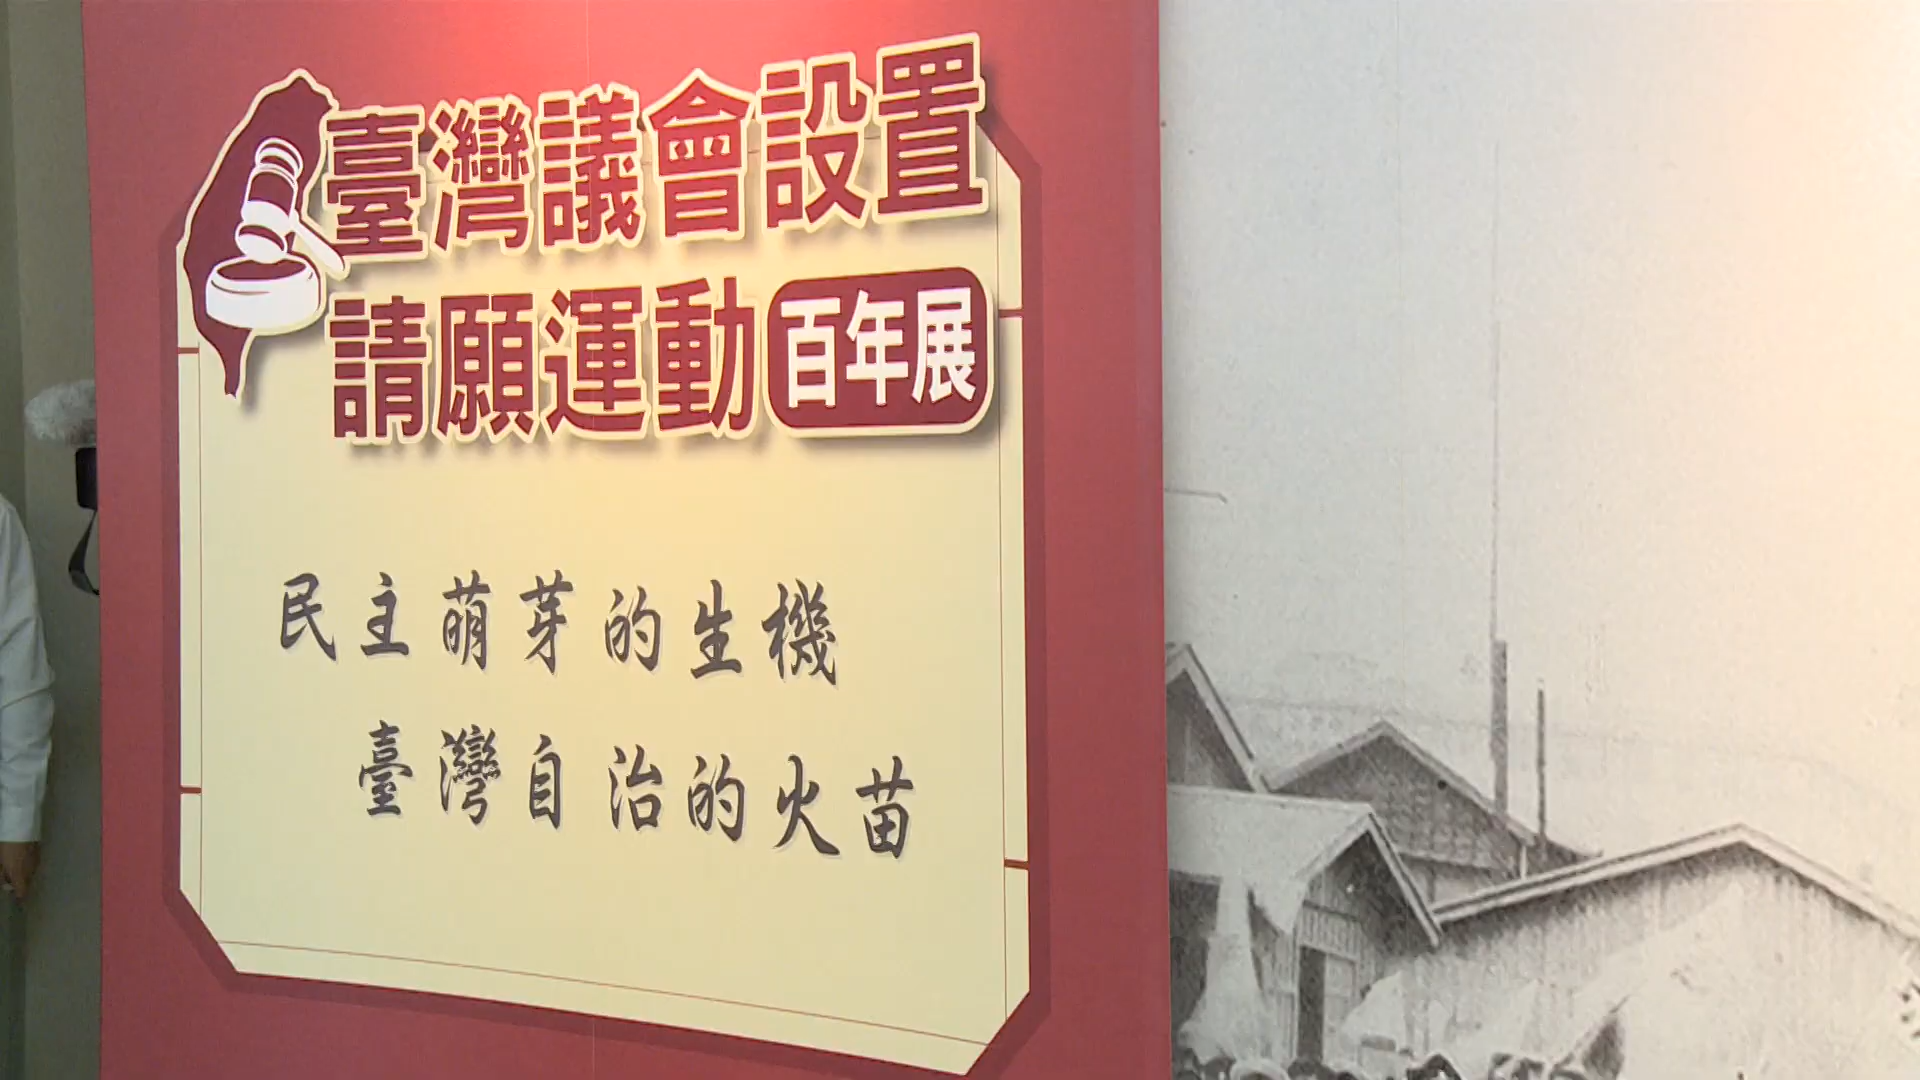 臺灣議會設置
請願運動 百年展
民主萌芽的生機
臺灣自治的火苗